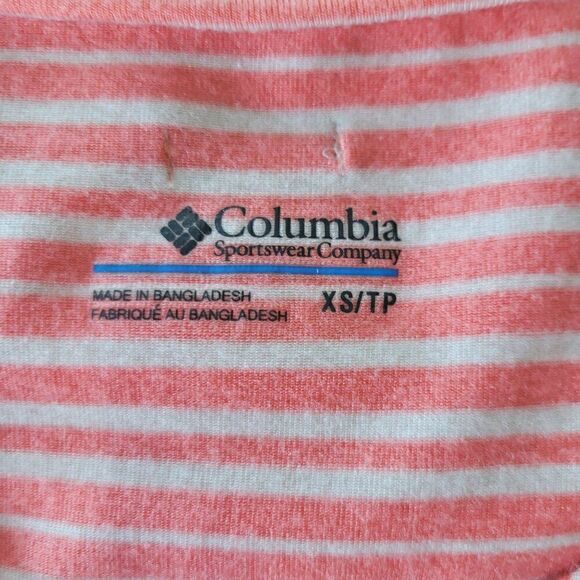 Columbia
Sportswear Company
MADE IN BANGLADESH
FABRIQUÉ AU BANGLADESH
XS/TP